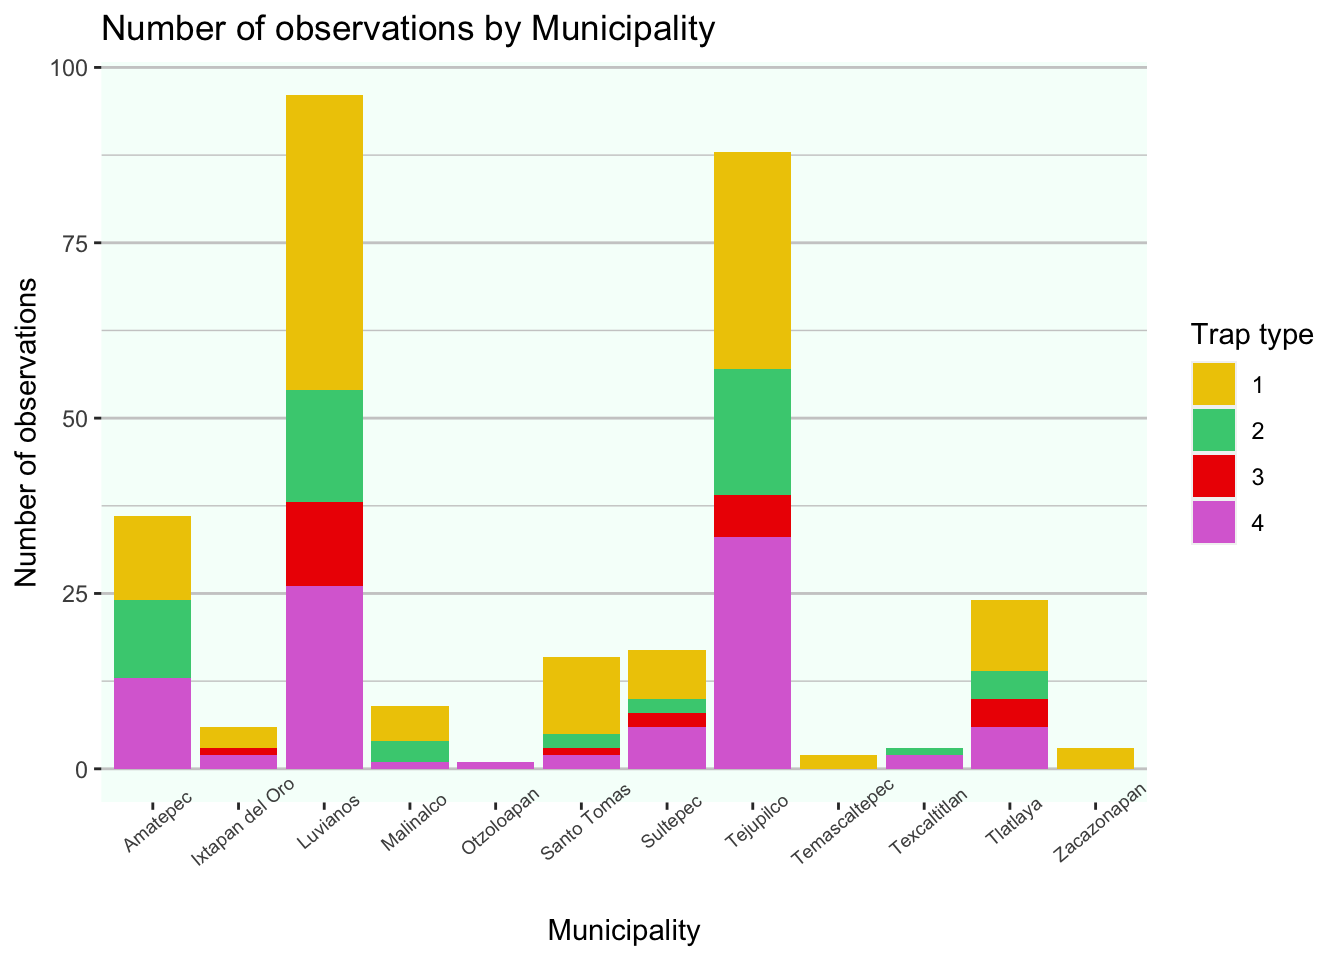 Number of observations by Municipality
100
75
50
25
0
Number of observations
Amatepec
Ixtapan del Oro
Luvianos
Malinalco
Otzoloapan
Santo Tomas
Sultepec
Tejupilco
Temascaltepec
Texcaltitlan
Tlatlaya
Zacazonapan
Municipality
Trap type
1
2
3
4